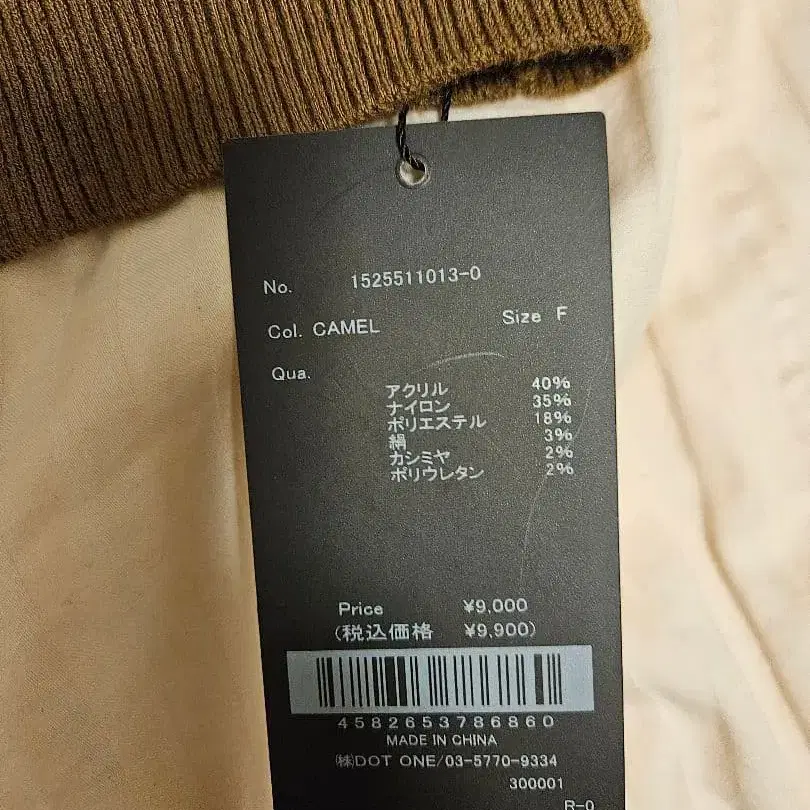 No. 1525511013-0
Col. CAMEL Size F
Qua.
アクリル 40%
ナイロン 35%
ポリエステル 18%
絹 3%
カシミヤ 2%
ポリウレタン 2%
Price ¥9,000
(税込価格 ¥9,900)
4582653786860
MADE IN CHINA
㈱DOT ONE/03-5770-9334
300001
R-0